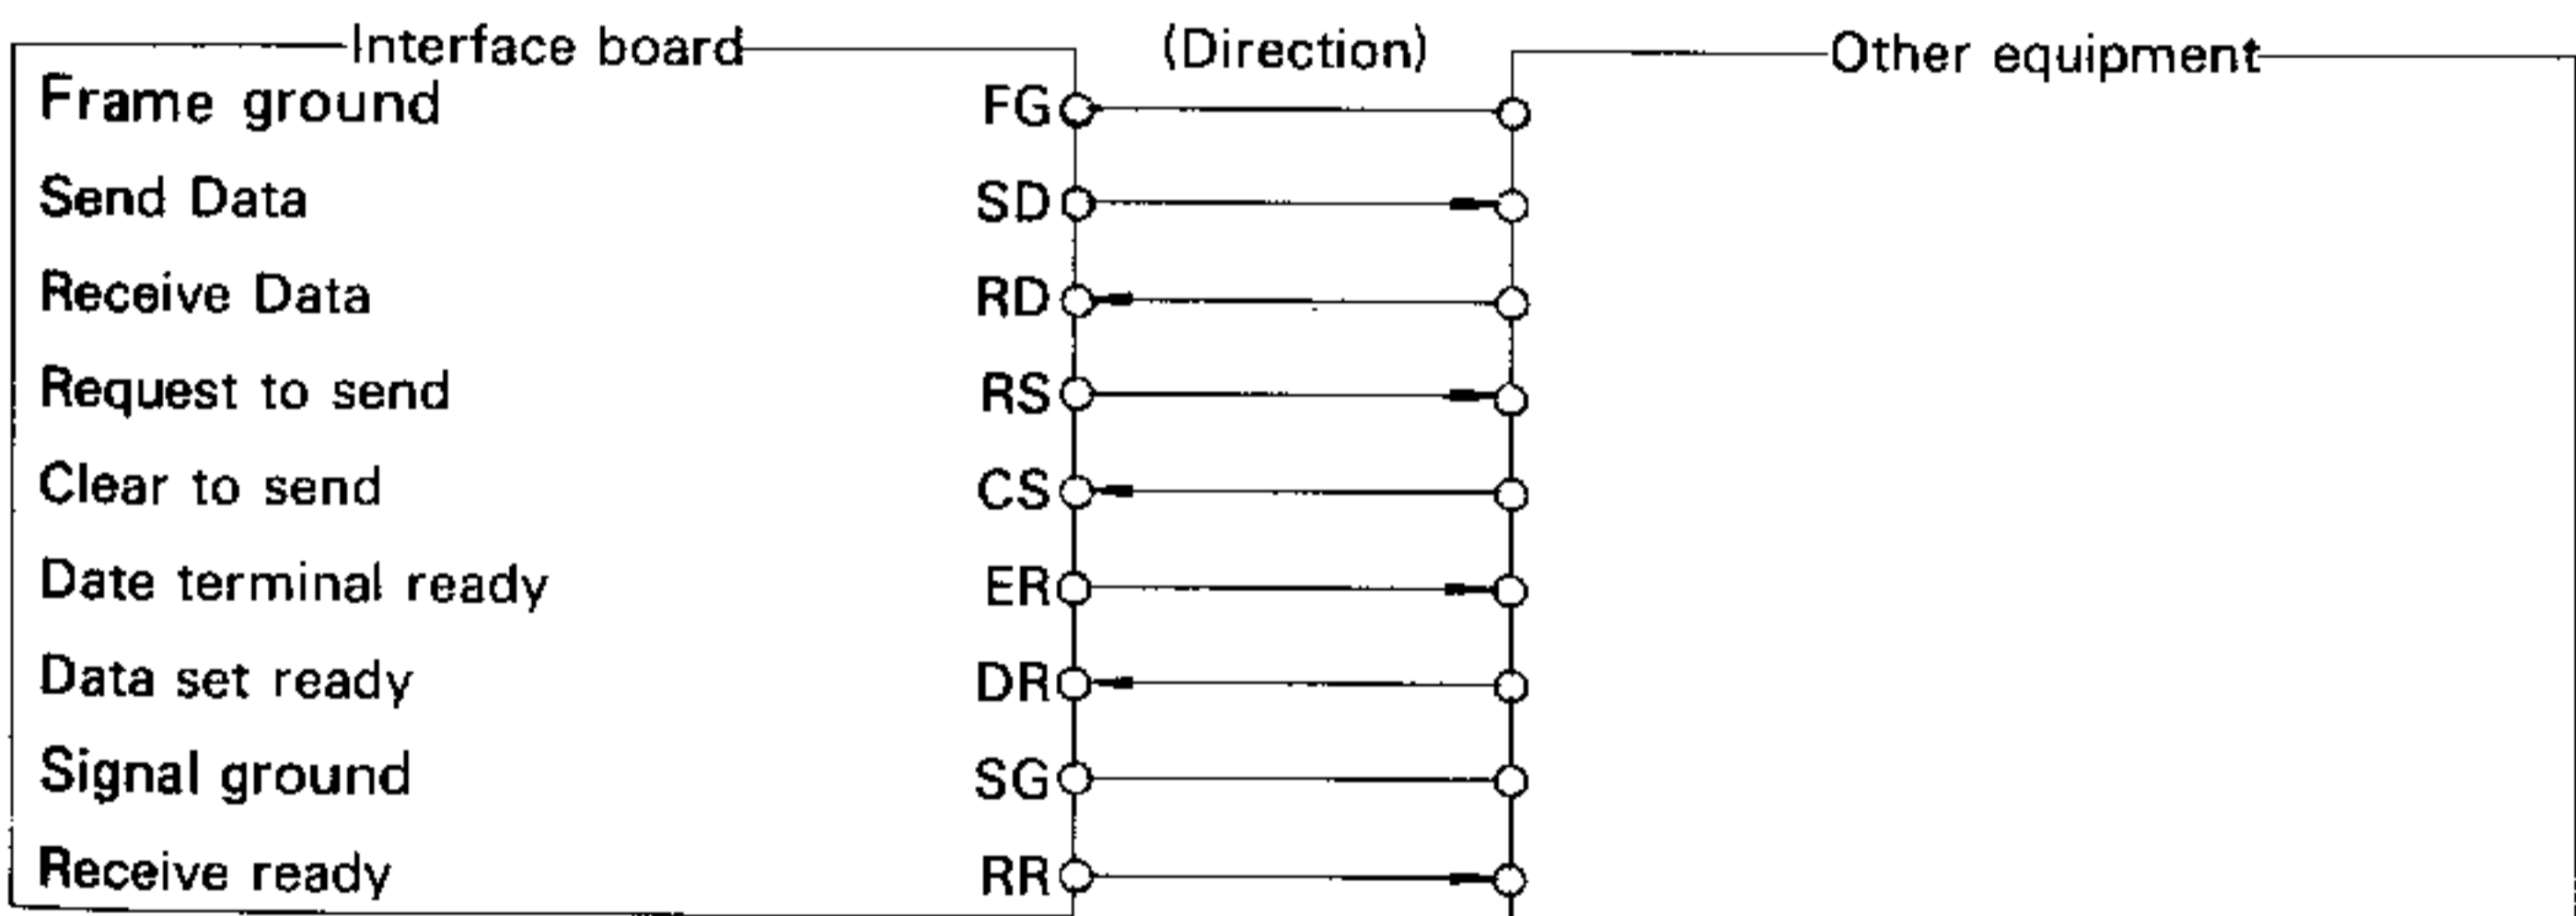 Interface board (Direction) Other equipment
Frame ground FG
Send Data SD
Receive Data RD
Request to send RS
Clear to send CS
Date terminal ready ER
Data set ready DR
Signal ground SG
Receive ready RR